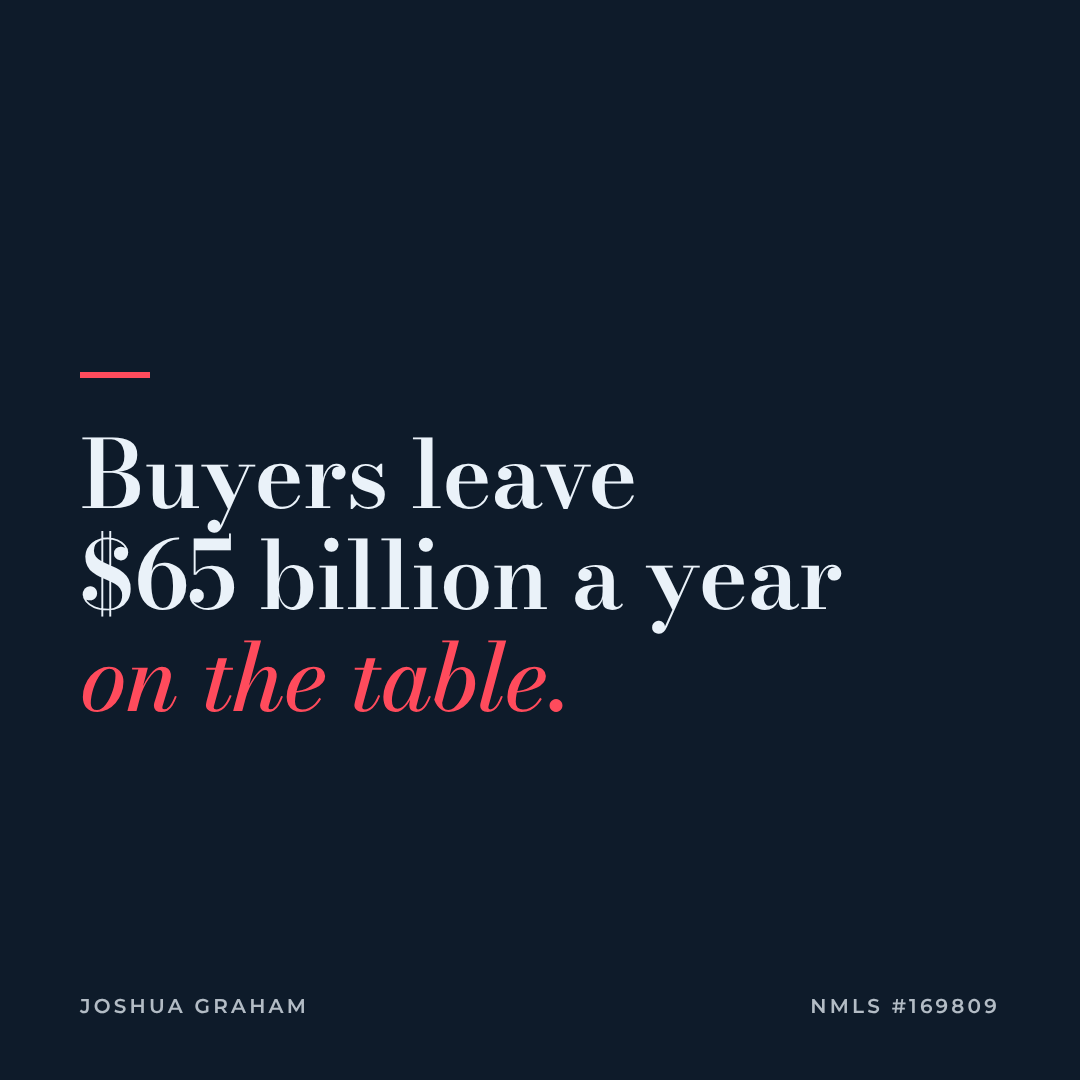 Buyers leave
$65 billion a year
on the table.
JOSHUA GRAHAM
NMLS #169809